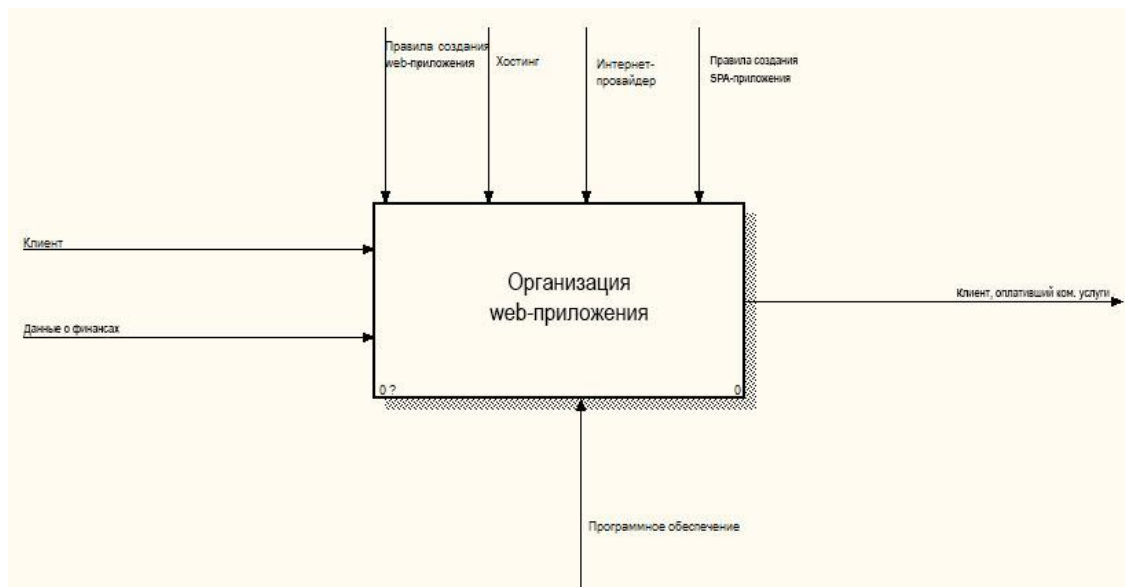 Правила создания
web-приложения
Хостинг
Интернет-
провайдер
Правила создания
SPA-приложения
Клиент
Данные о финансах
Организация
web-приложения
0 ?
0
Клиент, оплативший ком. услуги
Программное обеспечение